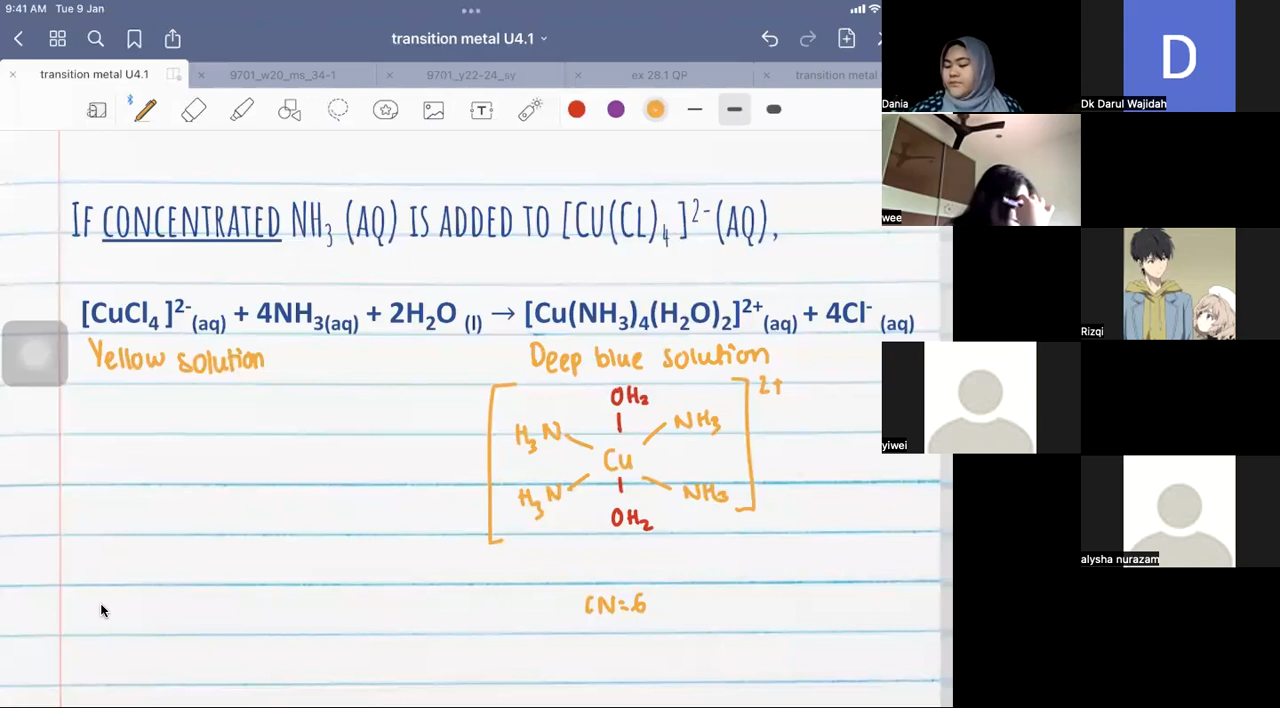 9:41 AM Tue 9 Jan
transition metal U4.1
transition metal U4.1
9701_w20_ms_34-1
9701_y22-24_sy
ex 28.1 QP
transition metal
IF CONCENTRATED NH3 (AQ) IS ADDED TO [CU(CL)4]2-(AQ),
[CuCl4]2-(aq) + 4NH3(aq) + 2H2O (l) → [Cu(NH3)4(H2O)2]2+(aq) + 4Cl- (aq)
Yellow solution
Deep blue solution
2+
OH2
H3N
NH3
Cu
H3N
NH3
OH2
CN=6
Dania
D
Dk Darul Wajidah
wee
Rizqi
yiwei
alysha nurazam